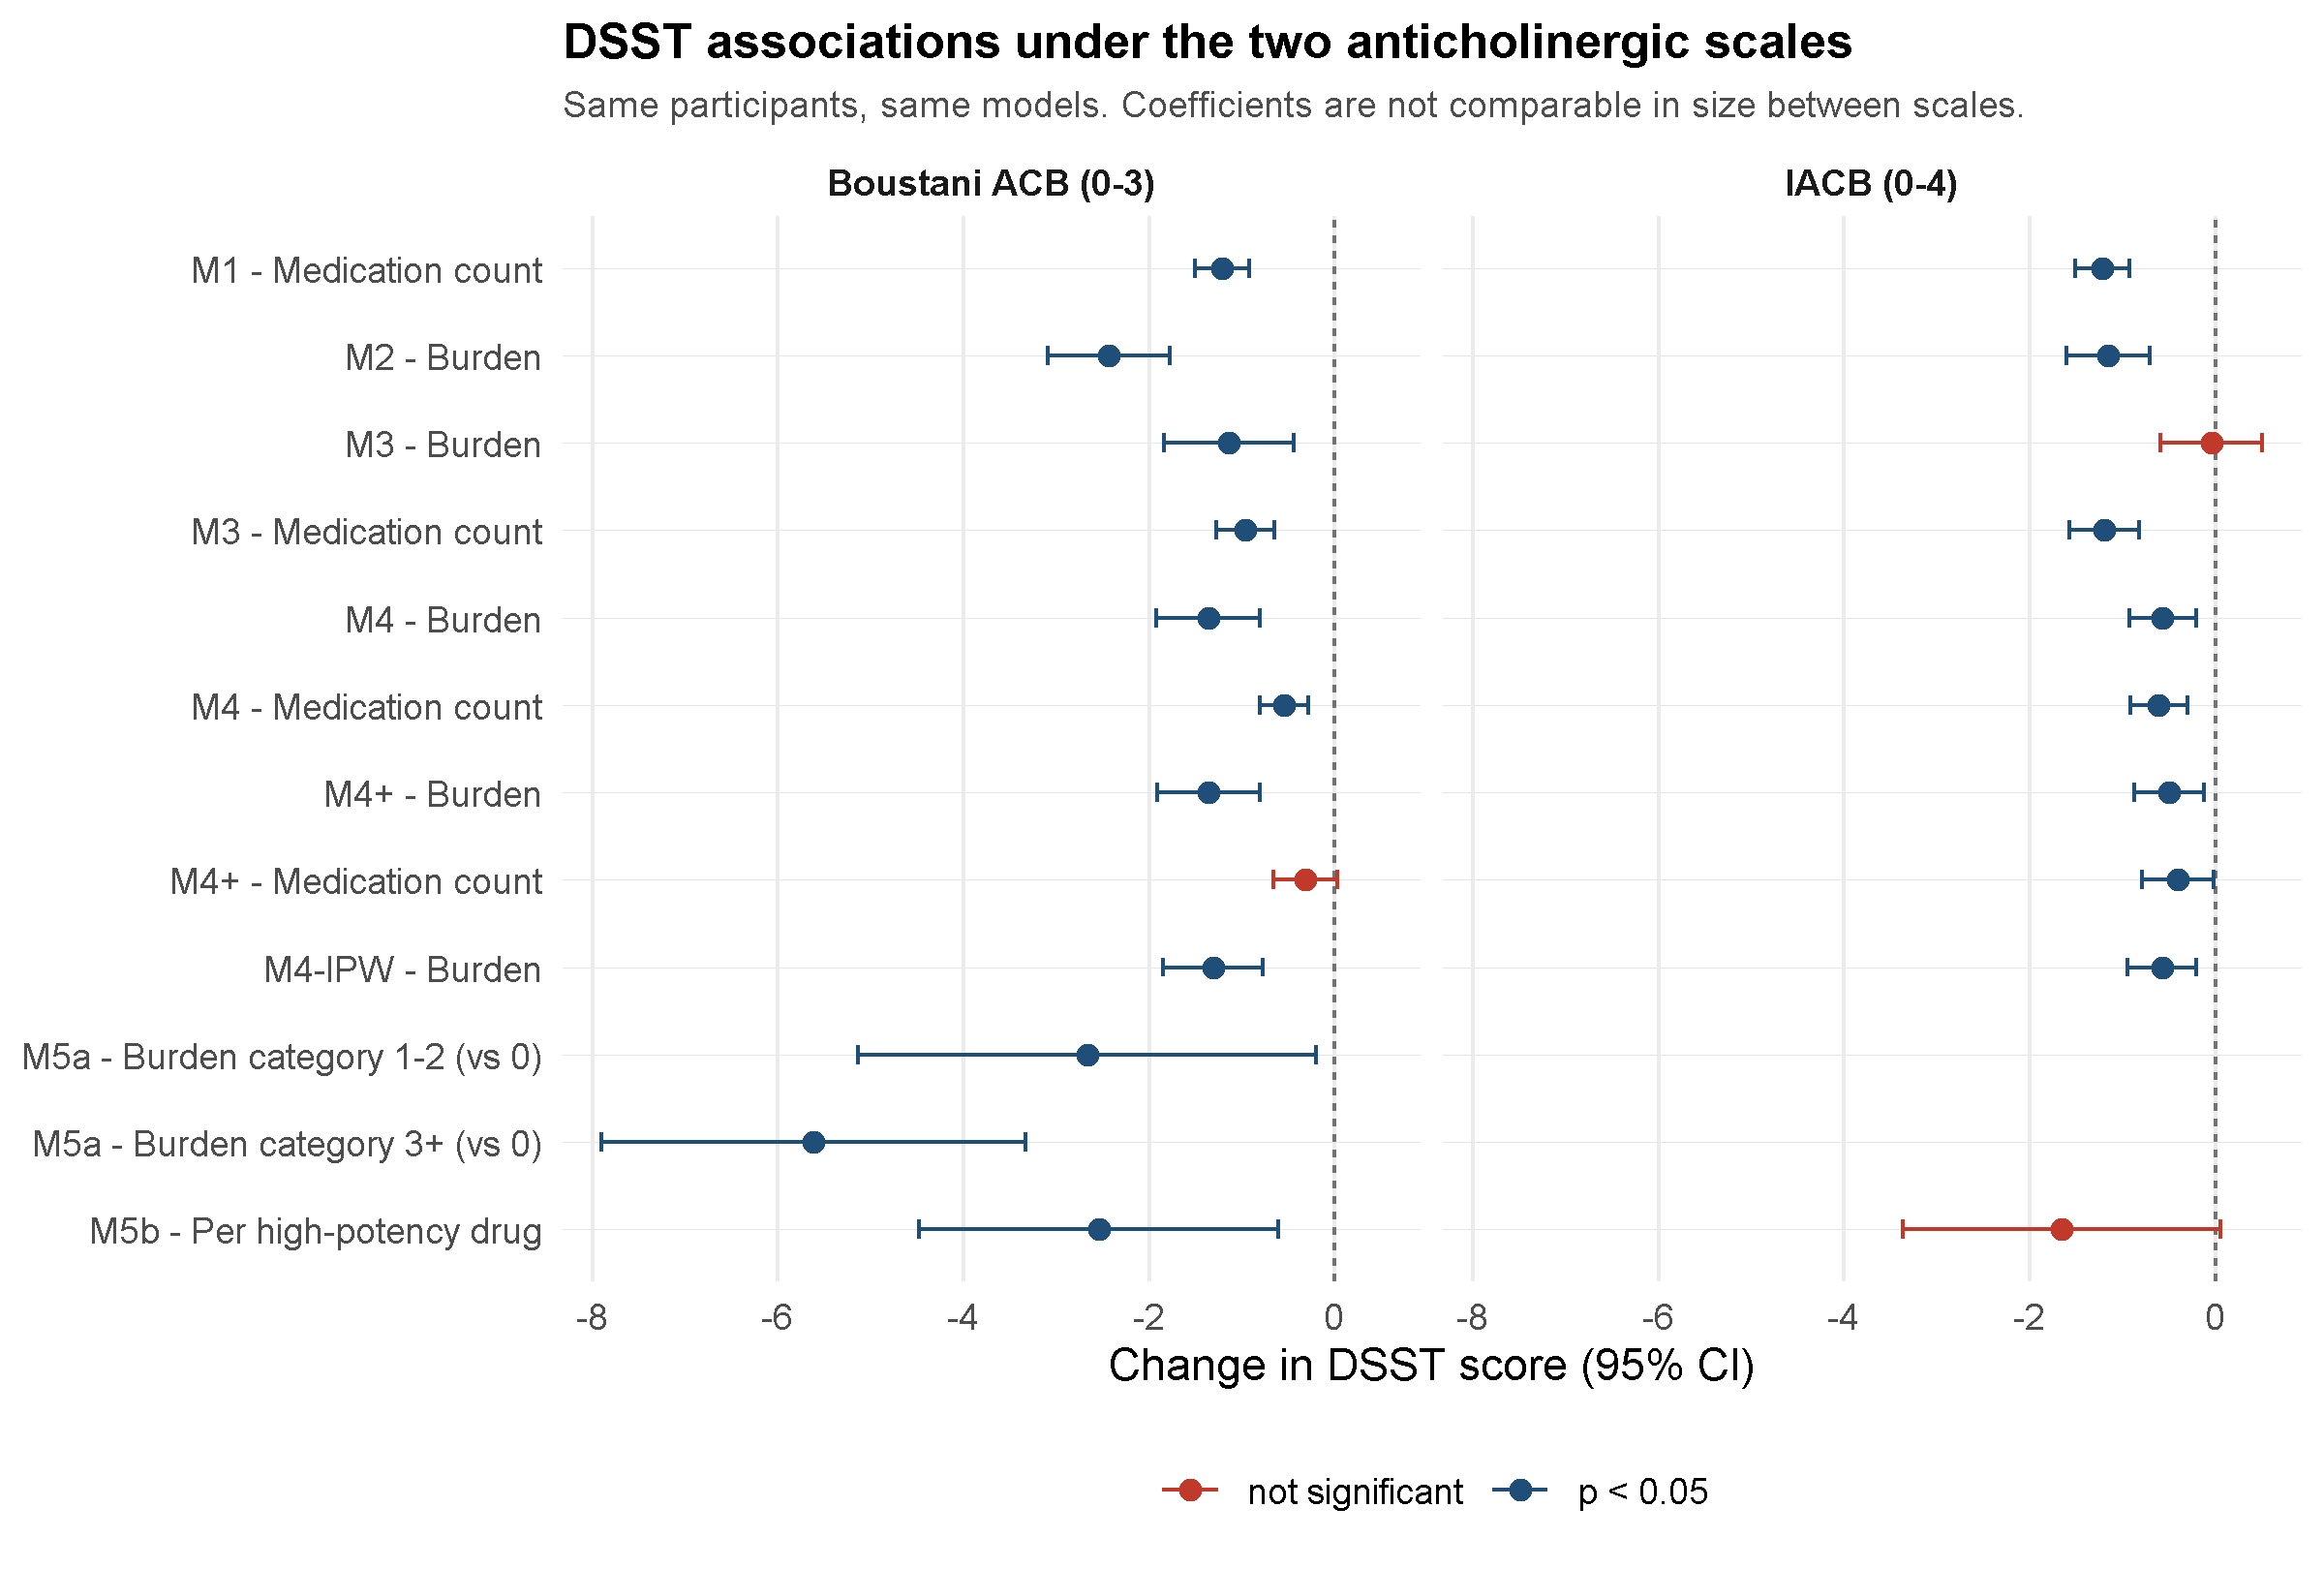 DSST associations under the two anticholinergic scales
Same participants, same models. Coefficients are not comparable in size between scales.
Boustani ACB (0-3)
IACB (0-4)
M1 - Medication count
M2 - Burden
M3 - Burden
M3 - Medication count
M4 - Burden
M4 - Medication count
M4+ - Burden
M4+ - Medication count
M4-IPW - Burden
M5a - Burden category 1-2 (vs 0)
M5a - Burden category 3+ (vs 0)
M5b - Per high-potency drug
-8 -6 -4 -2 0 -8 -6 -4 -2 0
Change in DSST score (95% CI)
not significant p < 0.05